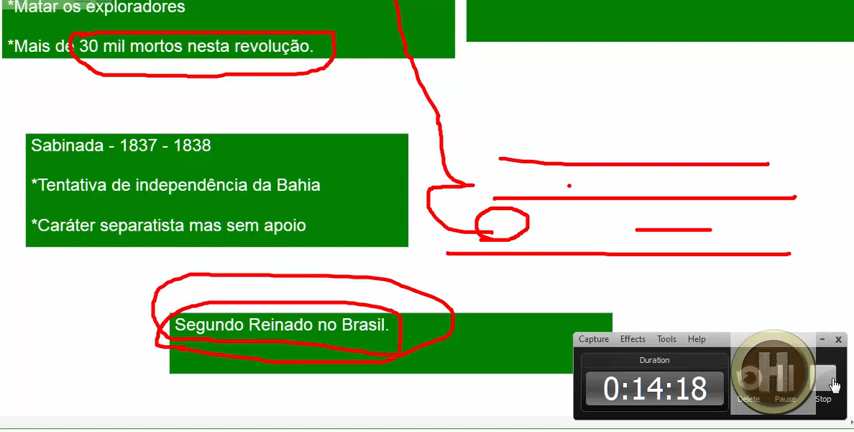 *Matar os exploradores
*Mais de 30 mil mortos nesta revolução.
Sabinada - 1837 - 1838
*Tentativa de independência da Bahia
*Caráter separatista mas sem apoio
Segundo Reinado no Brasil.
Capture Effects Tools Help
Duration
0:14:18
Delete Pause Stop